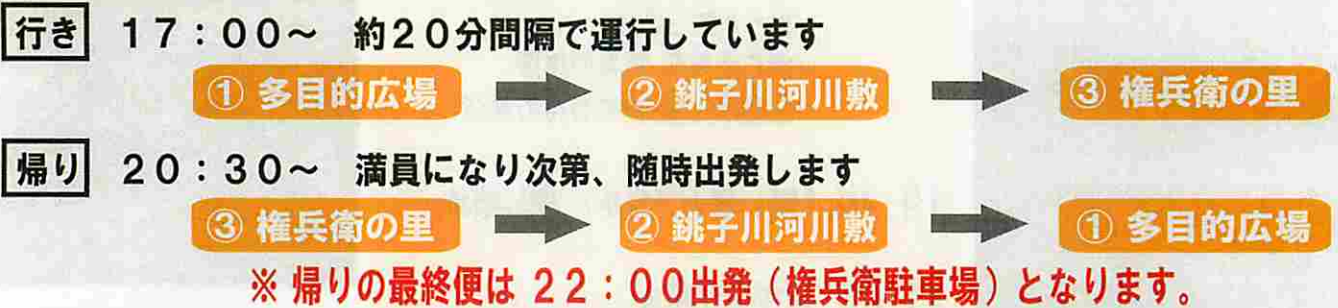 行き 17:00～ 約20分間隔で運行しています
① 多目的広場 → ② 銚子川河川敷 → ③ 権兵衛の里
帰り 20:30～ 満員になり次第、随時出発します
③ 権兵衛の里 → ② 銚子川河川敷 → ① 多目的広場
※ 帰りの最終便は 22:00出発（権兵衛駐車場）となります。